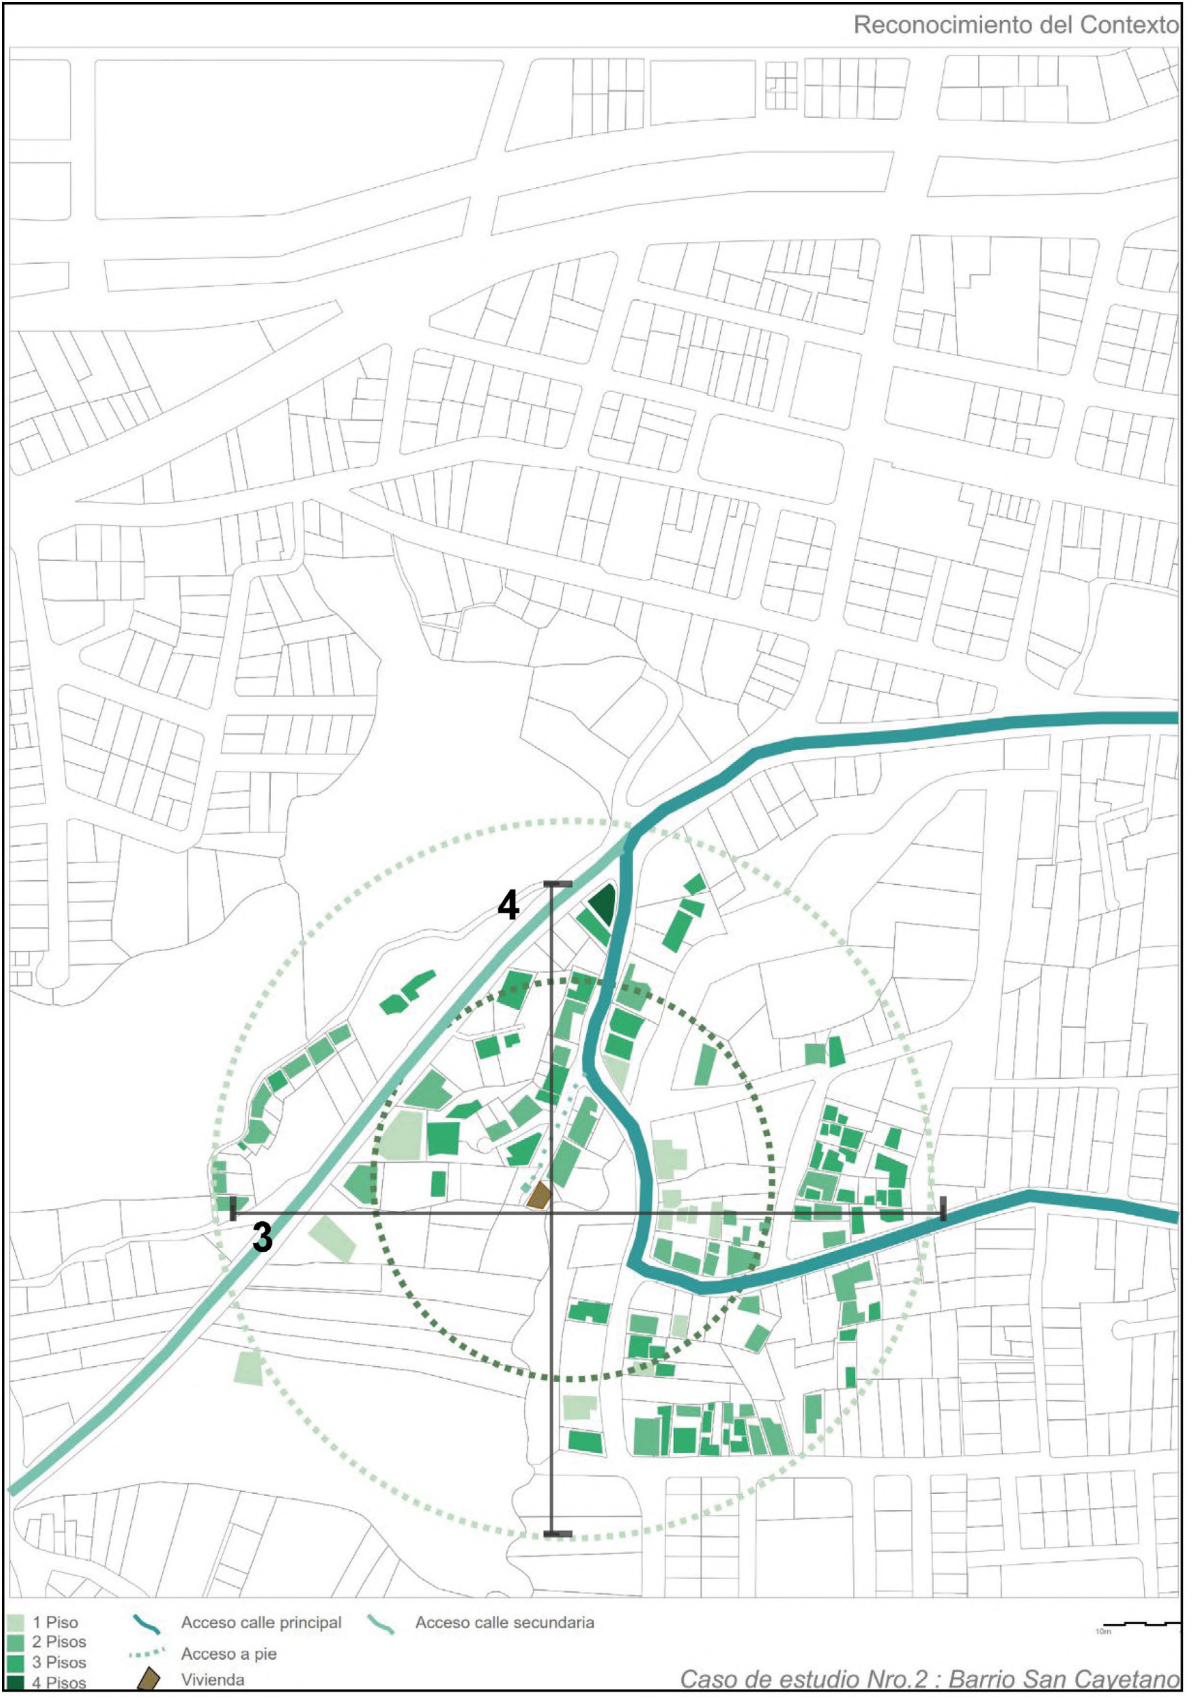 Reconocimiento del Contexto
4
3
1 Piso
2 Pisos
3 Pisos
4 Pisos
Acceso calle principal
Acceso a pie
Vivienda
Acceso calle secundaria
10m
Caso de estudio Nro.2 : Barrio San Cayetano